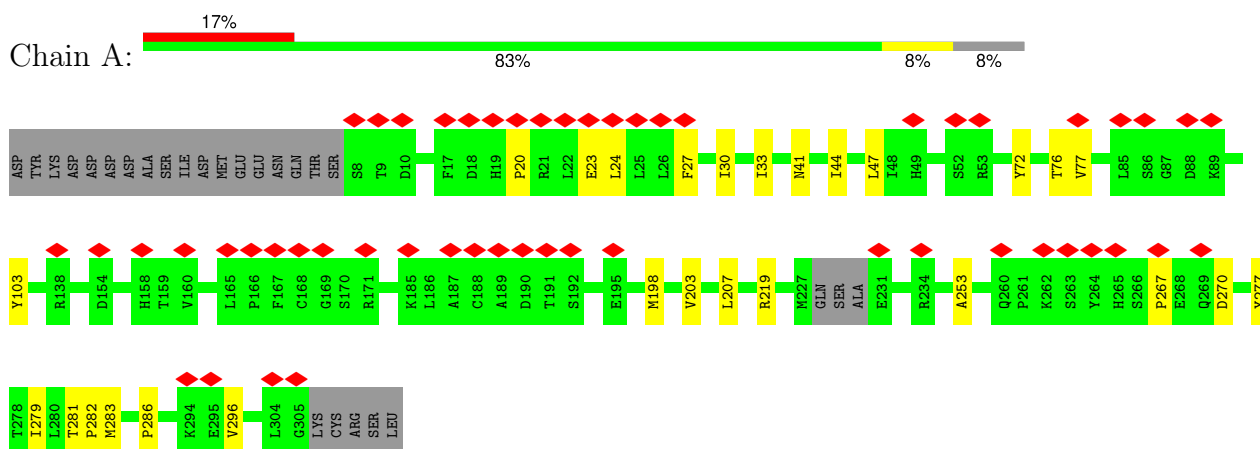 17%
Chain A:
83% 8% 8%
ASP TYR LYS ASP ASP ASP ASP ALA SER ILE ASP MET GLU GLU ASN GLN THR SER S8 T9 D10 F17 D18 H19 P20 R21 L22 E23 L24 L25 L26 F27 I30 I33 N41 I44 L47 I48 H49 S52 R53 Y72 T76 V77 L85 S86 G87 D88 K89
Y103 R138 D154 H158 T159 V160 L165 P166 F167 C168 G169 S170 R171 K185 L186 A187 C188 A189 D190 T191 S192 E195 M198 V203 L207 R219 M227 GLN SER ALA E231 R234 A253 Q260 P261 K262 S263 Y264 H265 S266 P267 E268 Q269 D270 Y277
T278 I279 L280 T281 P282 M283 P286 K294 E295 V296 L304 G305 LYS CYS ARG SER LEU